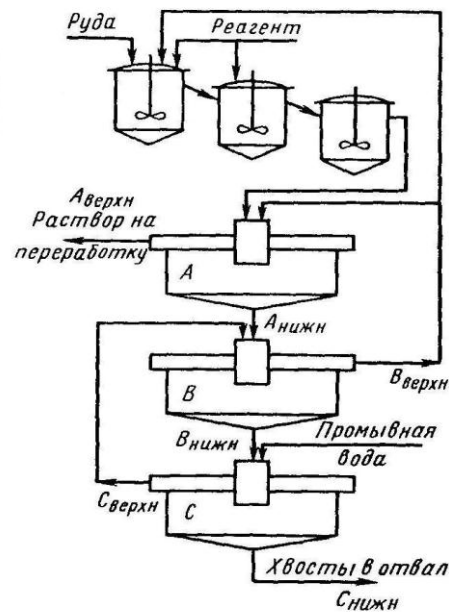 Руда
Реагент
Aверхн
Раствор на
переработку
A
Aнижн
Bверхн
B
Bнижн
Промывная
вода
Cверхн
C
Хвосты в отвал
Cнижн